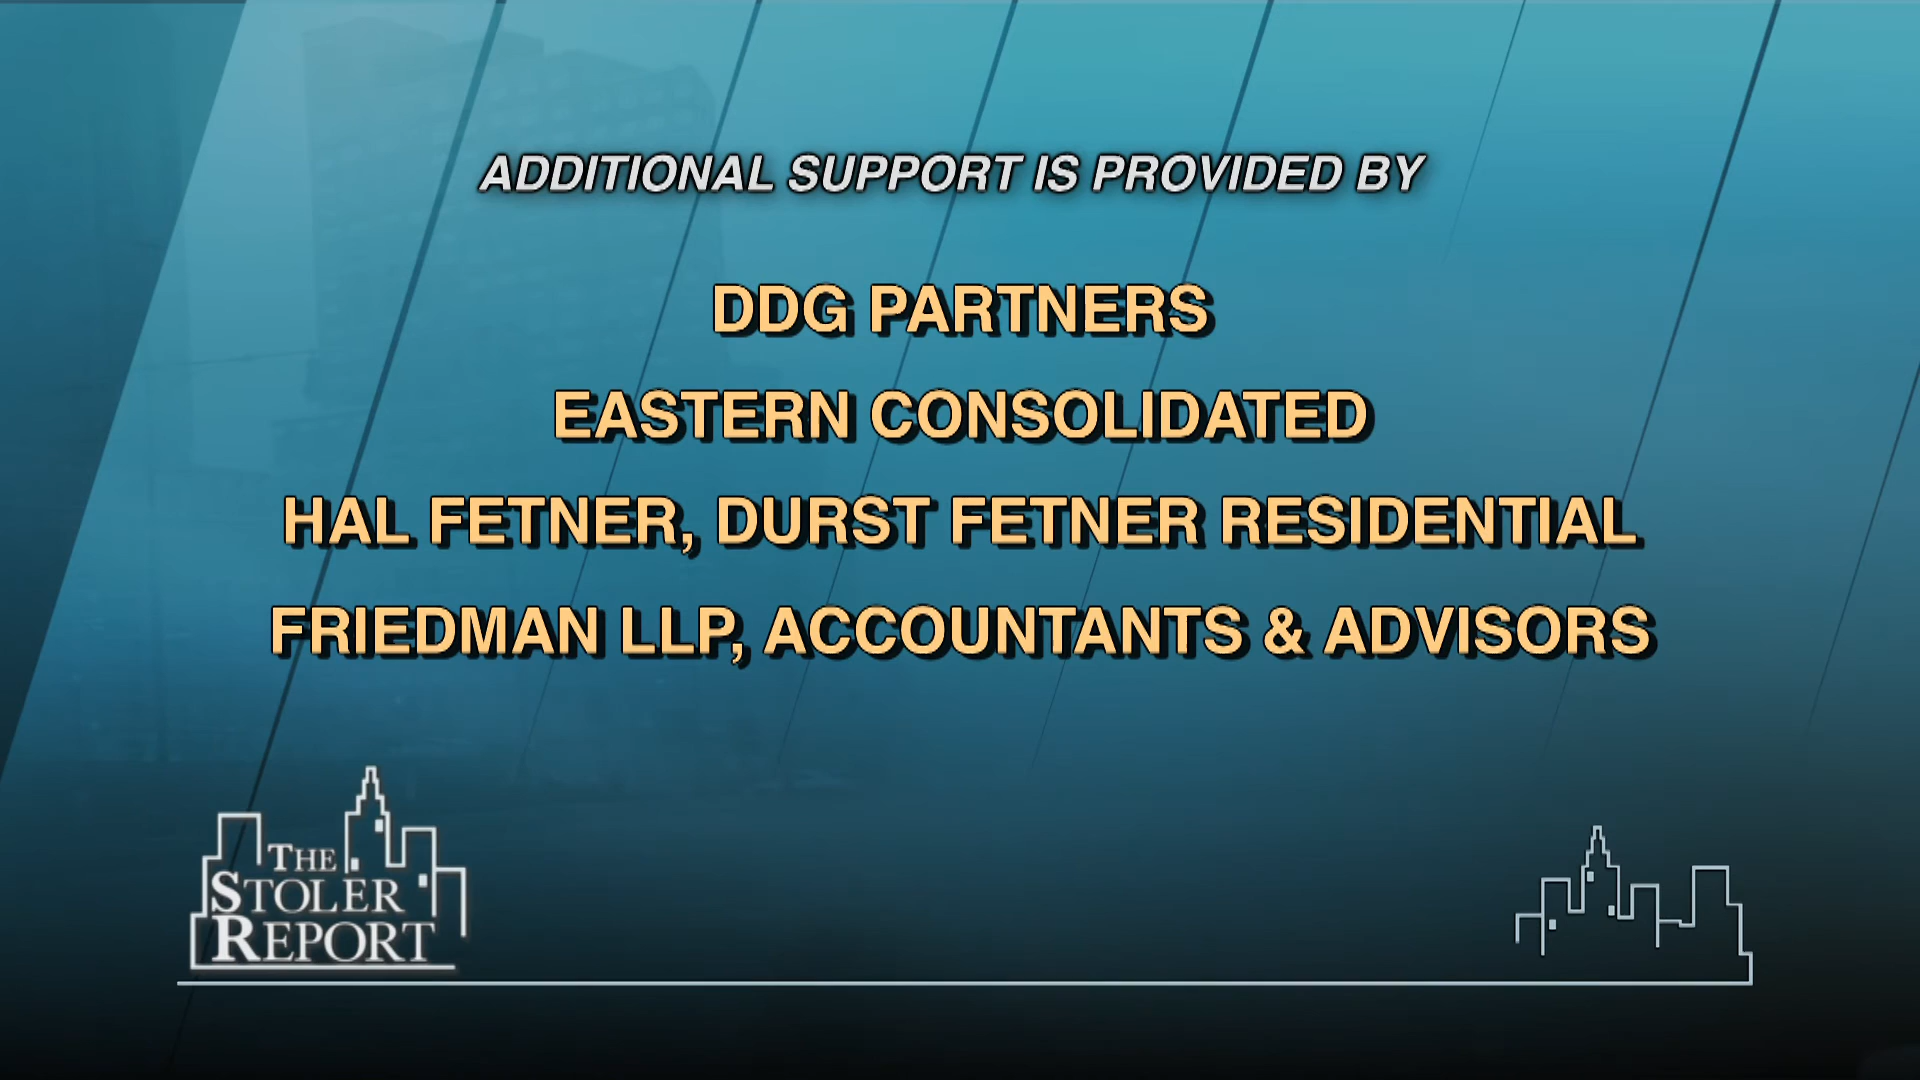 ADDITIONAL SUPPORT IS PROVIDED BY
DDG PARTNERS
EASTERN CONSOLIDATED
HAL FETNER, DURST FETNER RESIDENTIAL
FRIEDMAN LLP, ACCOUNTANTS & ADVISORS
THE
STOLER
REPORT